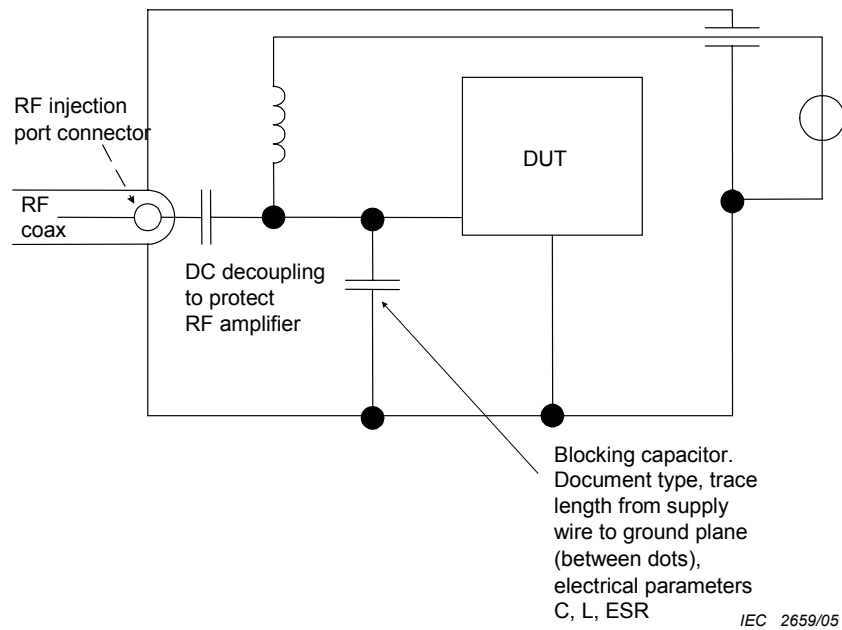 RF injection
port connector
DUT
RF
coax
DC decoupling
to protect
RF amplifier
Blocking capacitor.
Document type, trace
length from supply
wire to ground plane
(between dots),
electrical parameters
C, L, ESR
IEC 2659/05